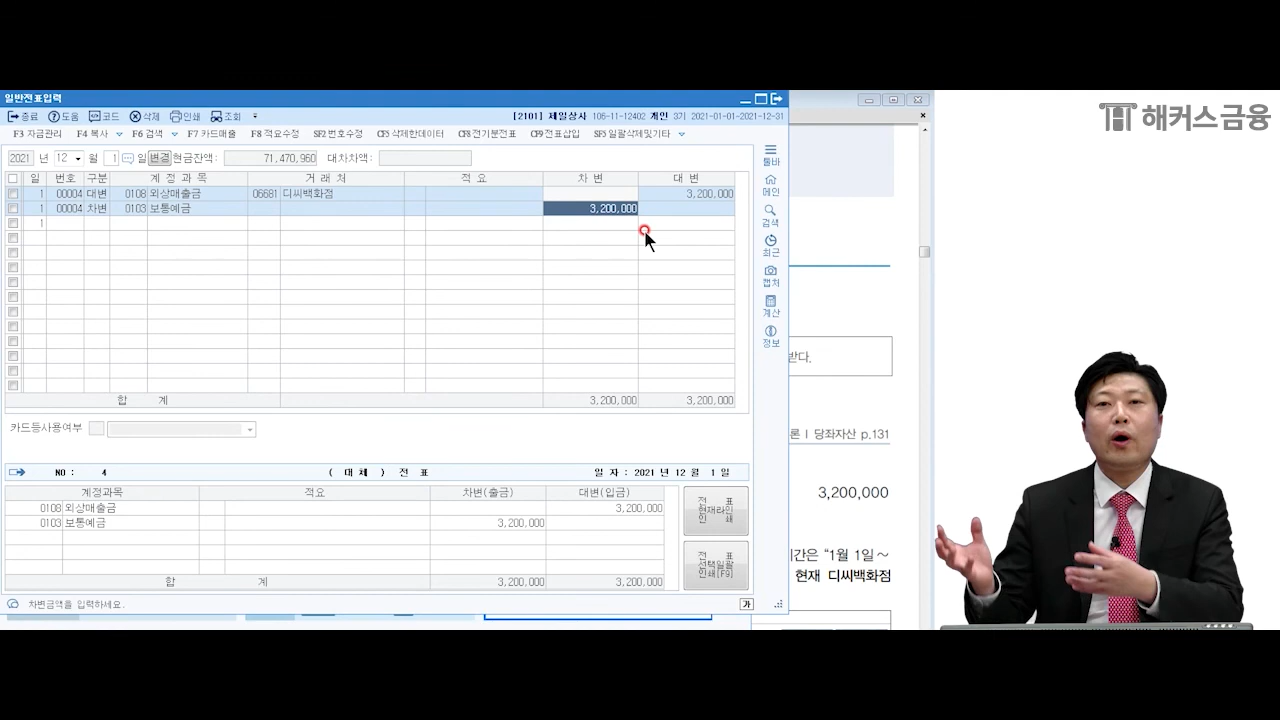 일반전표입력
해커스금융
종료 도움 코드 삭제 인쇄 조회 [2101] 제일상사 106-11-12402 개인 3기 2021-01-01~2021-12-31
F3 자금관리 F4 복사 F6 검색 F7 카드매출 F8 적요수정 SF2 번호수정 CF5 삭제한데이터 CF8 전기분전표 CF9 전표삽입 SF5 일괄삭제및기타
2021 년 12 월 1 일 변경 현금잔액: 71,470,960 대차차액:
일 번호 구분 계 정 과 목 거 래 처 적 요 차 변 대 변
1 00004 대변 0108 외상매출금 06681 디씨백화점 3,200,000
1 00004 차변 0103 보통예금 3,200,000
1
합 계 3,200,000 3,200,000
툴바
메인
검색
최근
캡처
계산
정보
카드등사용여부
NO : 4 ( 대 체 ) 전 표 일 자 : 2021 년 12 월 1 일
계정과목 적요 차변(출금) 대변(입금)
0108 외상매출금 3,200,000
0103 보통예금 3,200,000
합 계 3,200,000 3,200,000
전 표
현재라인
인 쇄
전 표
선택일괄
인쇄[F9]
차변금액을 입력하세요. 가
받다.
론 | 당좌자산 p.131
3,200,000
기간은 “1월 1일~
현재 디씨백화점